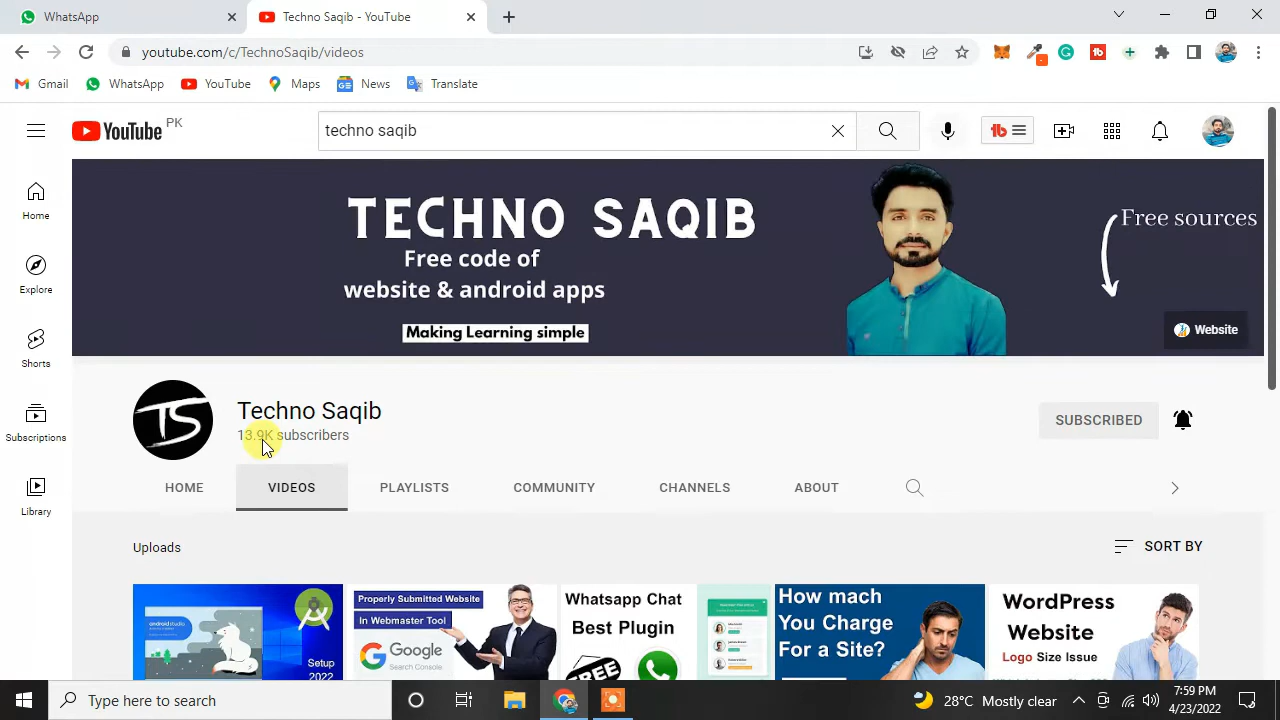 WhatsApp
Techno Saqib - YouTube
youtube.com/c/TechnoSaqib/videos
Gmail
WhatsApp
YouTube
Maps
News
Translate
YouTube PK
techno saqib
Home
Explore
Shorts
Subscriptions
Library
TECHNO SAQIB
Free code of
website & android apps
Making Learning simple
Free sources
Website
TS
Techno Saqib
13.9K subscribers
SUBSCRIBED
HOME
VIDEOS
PLAYLISTS
COMMUNITY
CHANNELS
ABOUT
Uploads
SORT BY
android studio
Setup
2022
Properly Submitted Website
In Webmaster Tool
Google
Search Console
Whatsapp Chat
Best Plugin
FREE
How mach
You Charge
For a Site?
WordPress
Website
Logo Size Issue
Type here to search
28°C Mostly clear
7:59 PM
4/23/2022